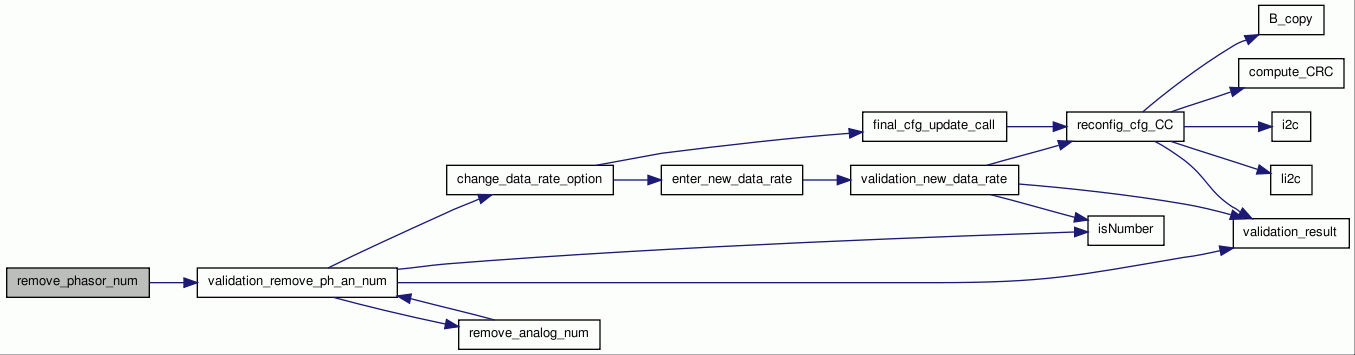 B_copy
compute_CRC
final_cfg_update_call
reconfig_cfg_CC
i2c
change_data_rate_option
enter_new_data_rate
validation_new_data_rate
li2c
isNumber
validation_result
remove_phasor_num
validation_remove_ph_an_num
remove_analog_num